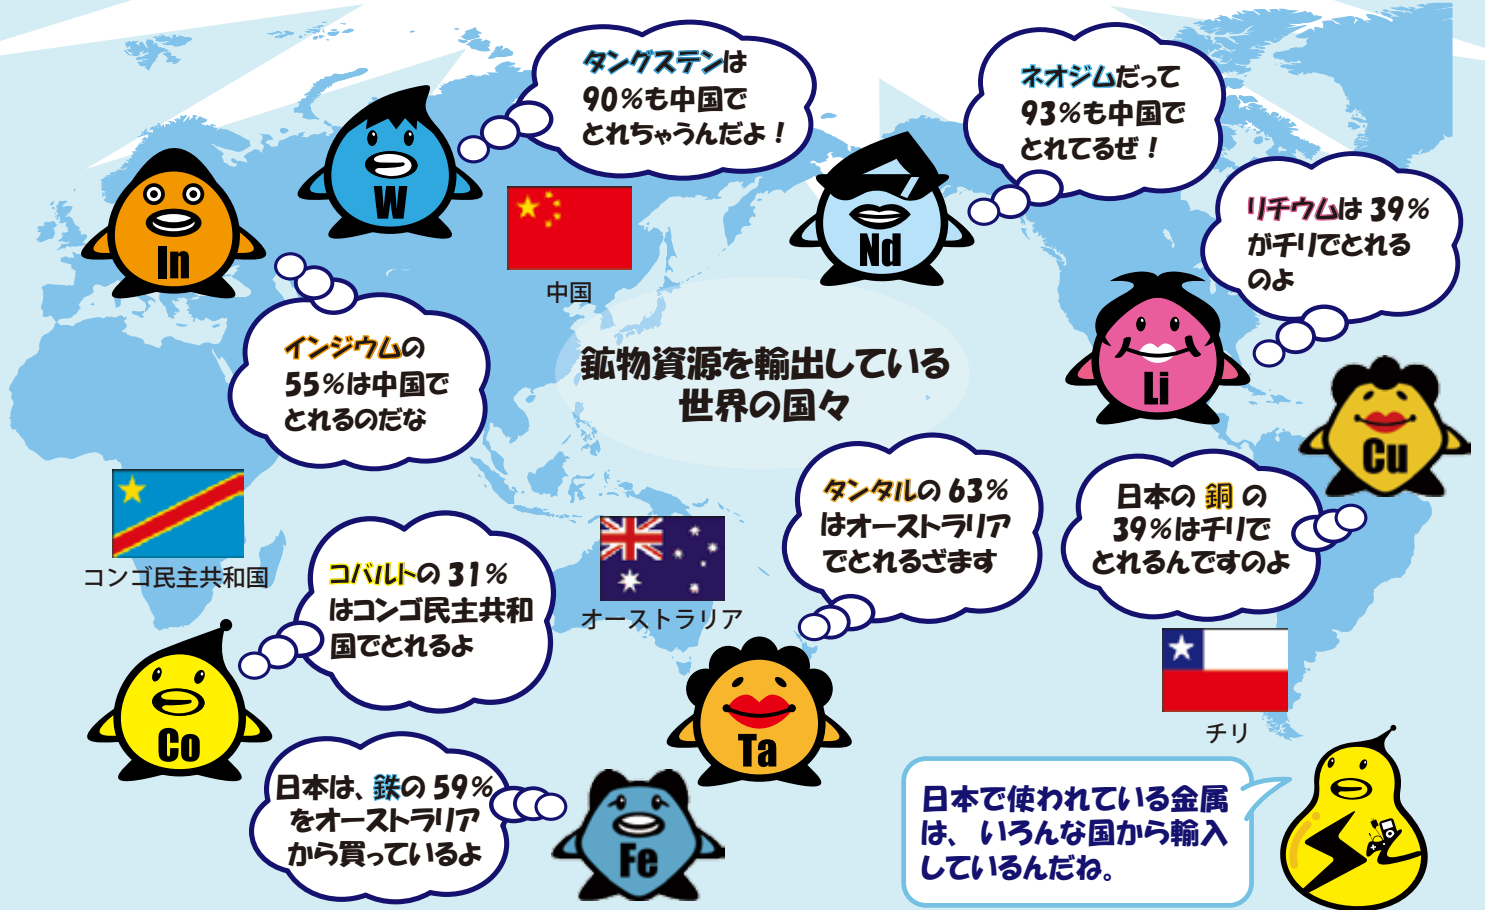 タングステンは
90%も中国で
とれちゃうんだよ！
ネオジムだって
93%も中国で
とれてるぜ！
リチウムは 39%
がチリでとれる
のよ
W
In
Nd
中国
Li
インジウムの
55%は中国で
とれるのだな
鉱物資源を輸出している
世界の国々
Cu
タンタルの 63%
はオーストラリア
でとれるざます
日本の 銅 の
39%はチリで
とれるんですのよ
コンゴ民主共和国
コバルトの 31%
はコンゴ民主共和
国でとれるよ
オーストラリア
Co
Ta
チリ
日本は、鉄の 59%
をオーストラリア
から買っているよ
Fe
日本で使われている金属
は、いろんな国から輸入
しているんだね。